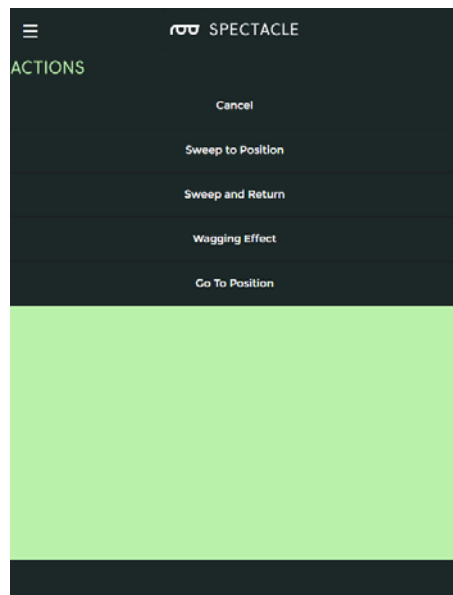 SPECTACLE
ACTIONS
Cancel
Sweep to Position
Sweep and Return
Wagging Effect
Go To Position